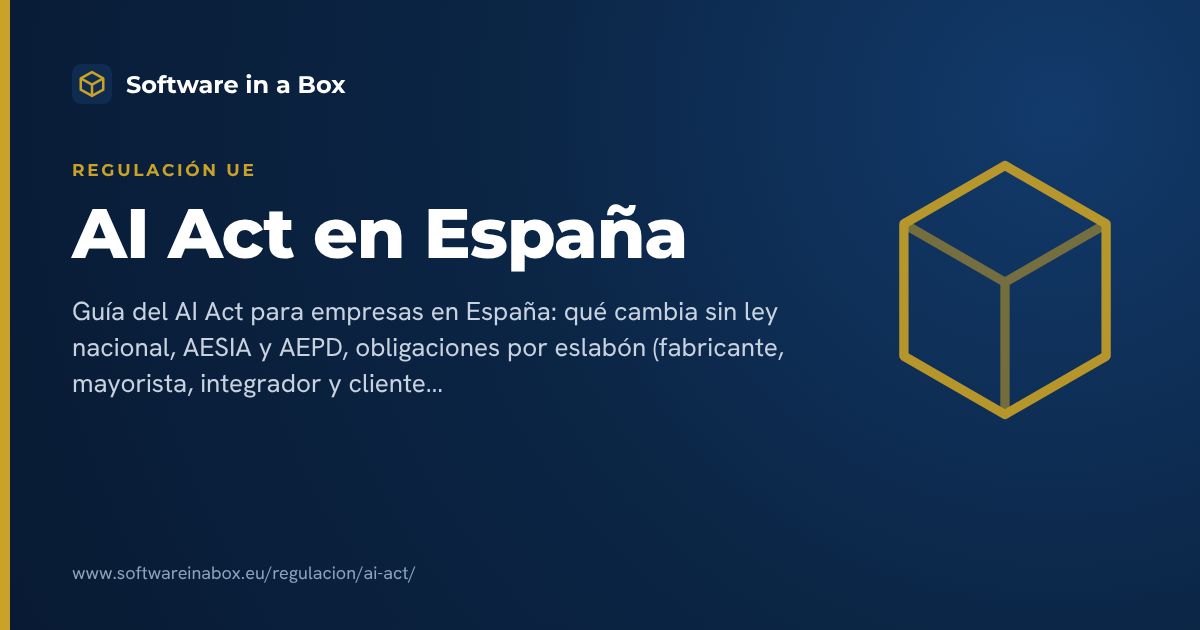 Software in a Box
REGULACIÓN UE
AI Act en España
Guía del AI Act para empresas en España: qué cambia sin ley
nacional, AESIA y AEPD, obligaciones por eslabón (fabricante,
mayorista, integrador y cliente…
www.softwareinabox.eu/regulacion/ai-act/